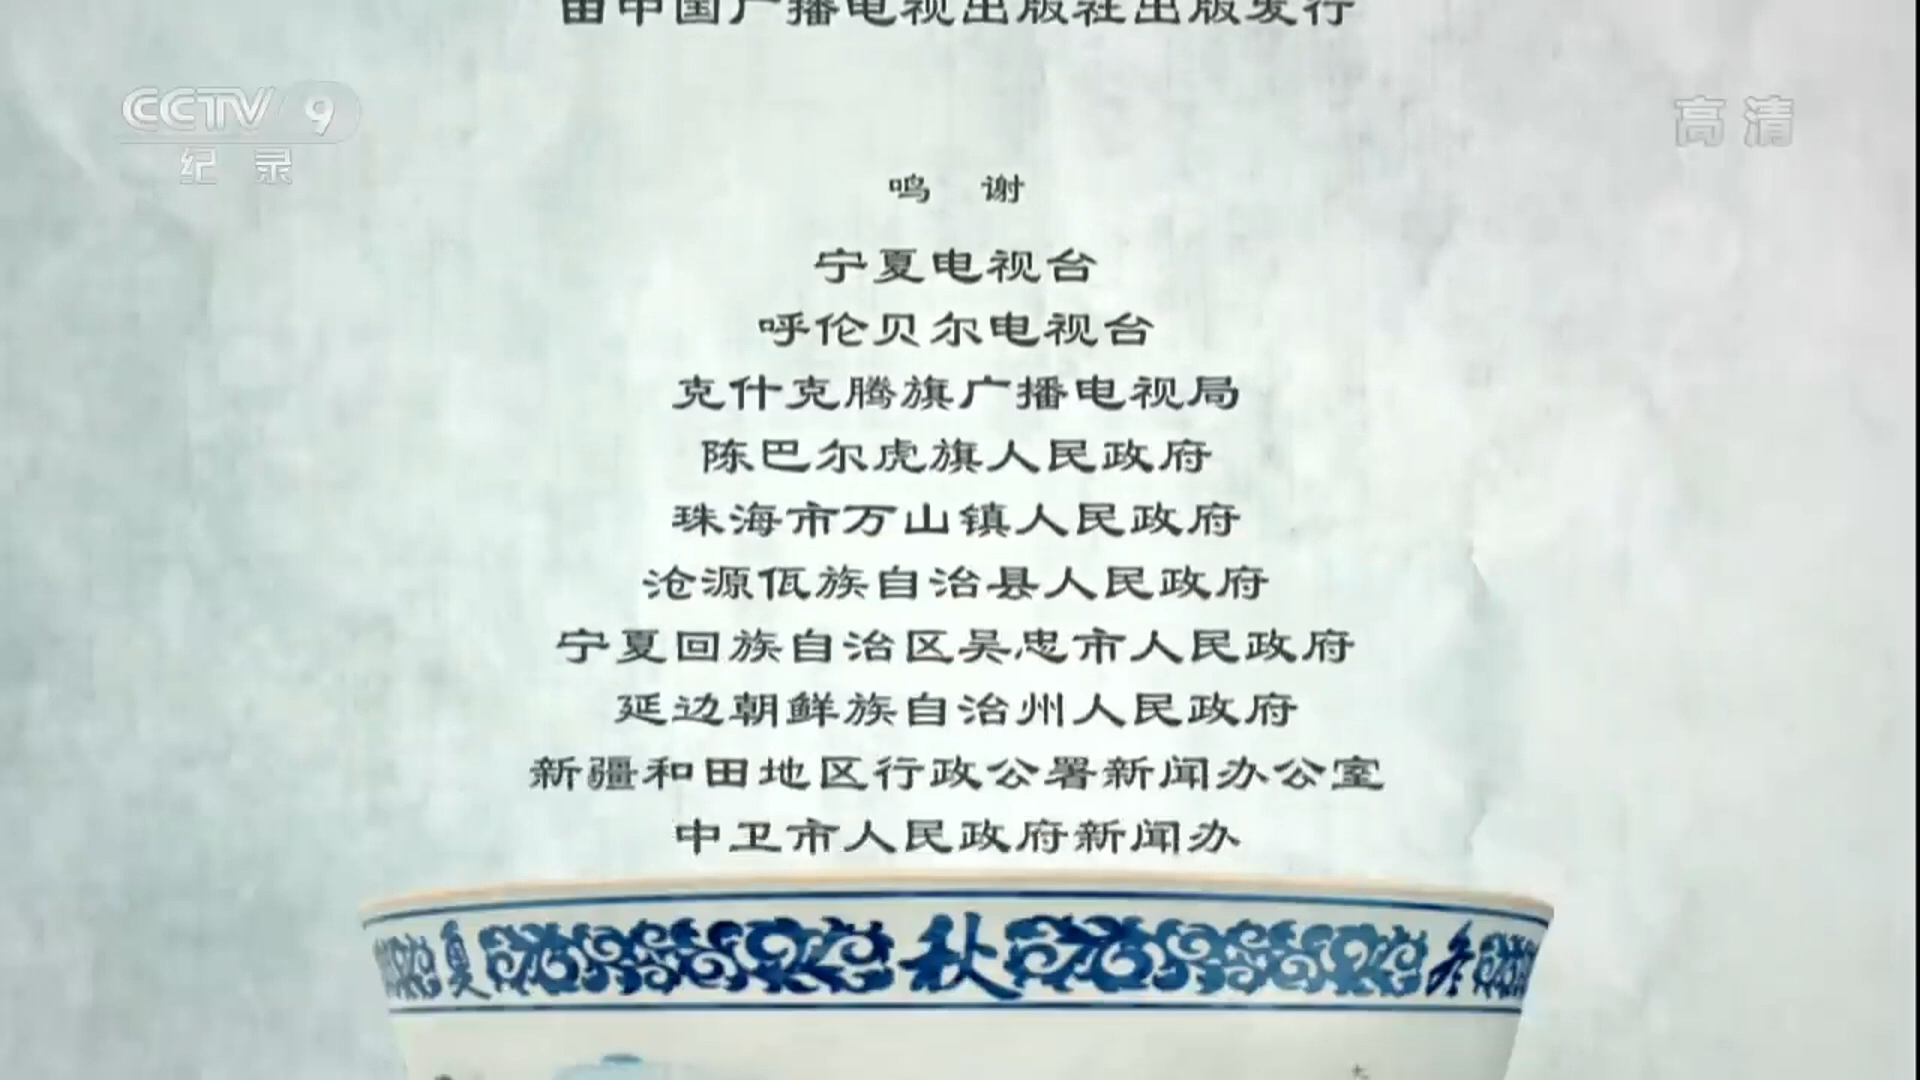 由中国广播电视出版社出版发行
CCTV 9
纪录
高清
鸣 谢
宁夏电视台
呼伦贝尔电视台
克什克腾旗广播电视局
陈巴尔虎旗人民政府
珠海市万山镇人民政府
沧源佤族自治县人民政府
宁夏回族自治区吴忠市人民政府
延边朝鲜族自治州人民政府
新疆和田地区行政公署新闻办公室
中卫市人民政府新闻办
夏 秋 冬